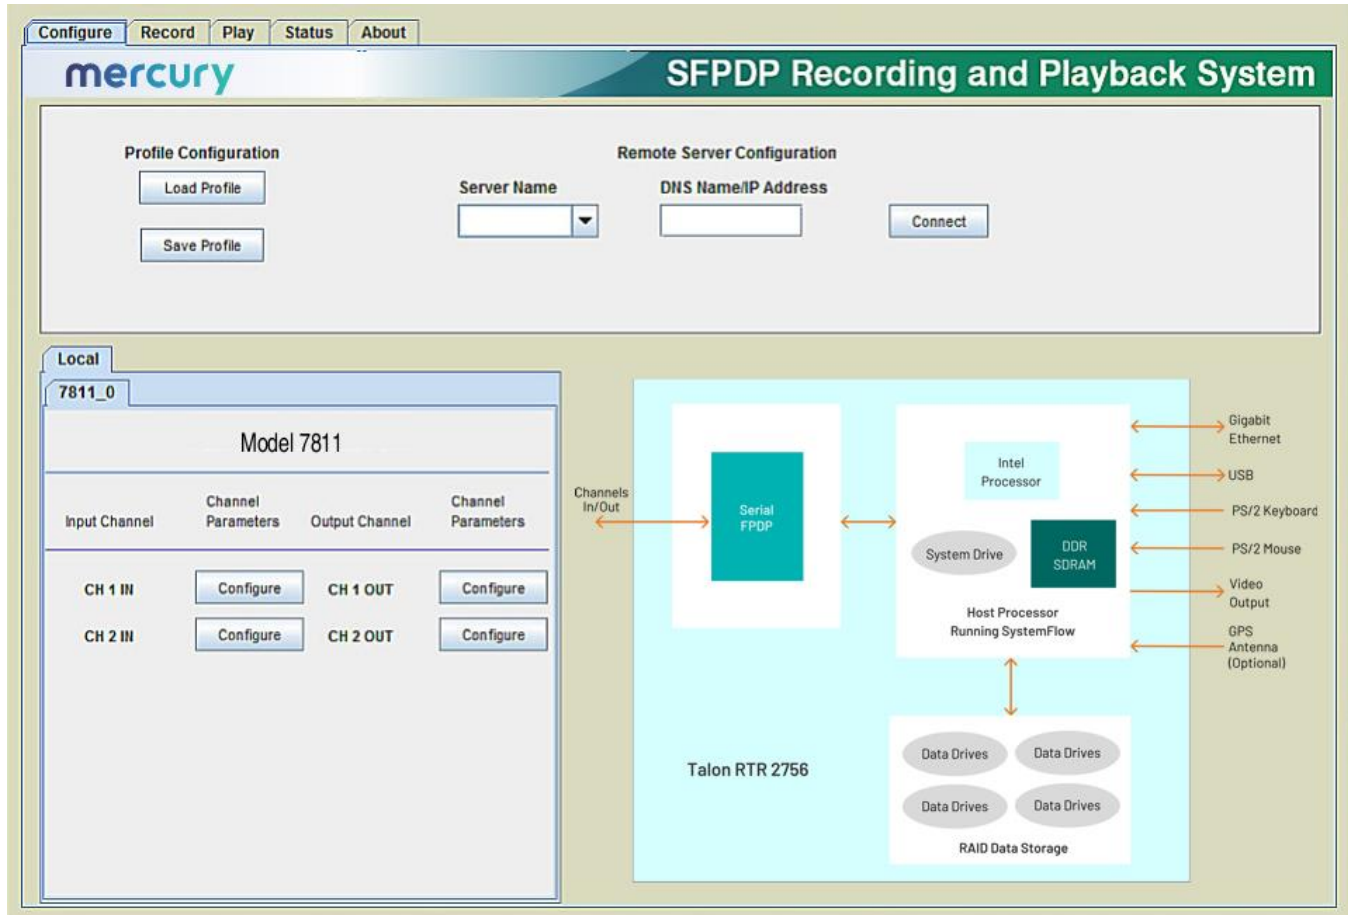 Configure Record Play Status About
mercury
SFPDP Recording and Playback System
Profile Configuration
Load Profile
Save Profile
Remote Server Configuration
Server Name
DNS Name/IP Address
Connect
Local
7811_0
Model 7811
Input Channel
Channel
Parameters
Output Channel
Channel
Parameters
CH 1 IN
Configure
CH 1 OUT
Configure
CH 2 IN
Configure
CH 2 OUT
Configure
Channels
In/Out
Serial
FPDP
Intel
Processor
System Drive
DDR
SDRAM
Host Processor
Running SystemFlow
Gigabit
Ethernet
USB
PS/2 Keyboard
PS/2 Mouse
Video
Output
GPS
Antenna
(Optional)
Talon RTR 2756
Data Drives
Data Drives
Data Drives
Data Drives
RAID Data Storage